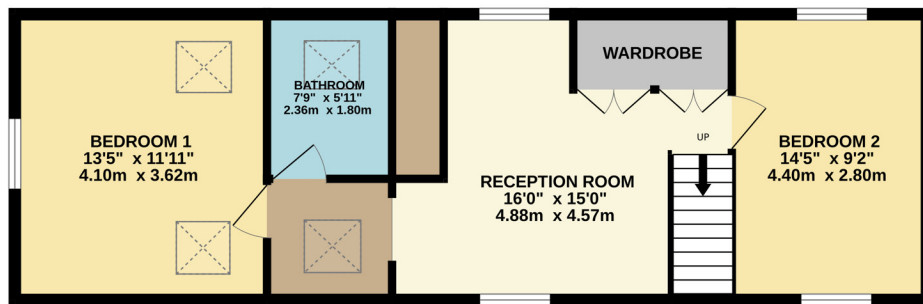 BEDROOM 1
13'5" x 11'11"
4.10m x 3.62m
BATHROOM
7'9" x 5'11"
2.36m x 1.80m
RECEPTION ROOM
16'0" x 15'0"
4.88m x 4.57m
WARDROBE
UP
BEDROOM 2
14'5" x 9'2"
4.40m x 2.80m